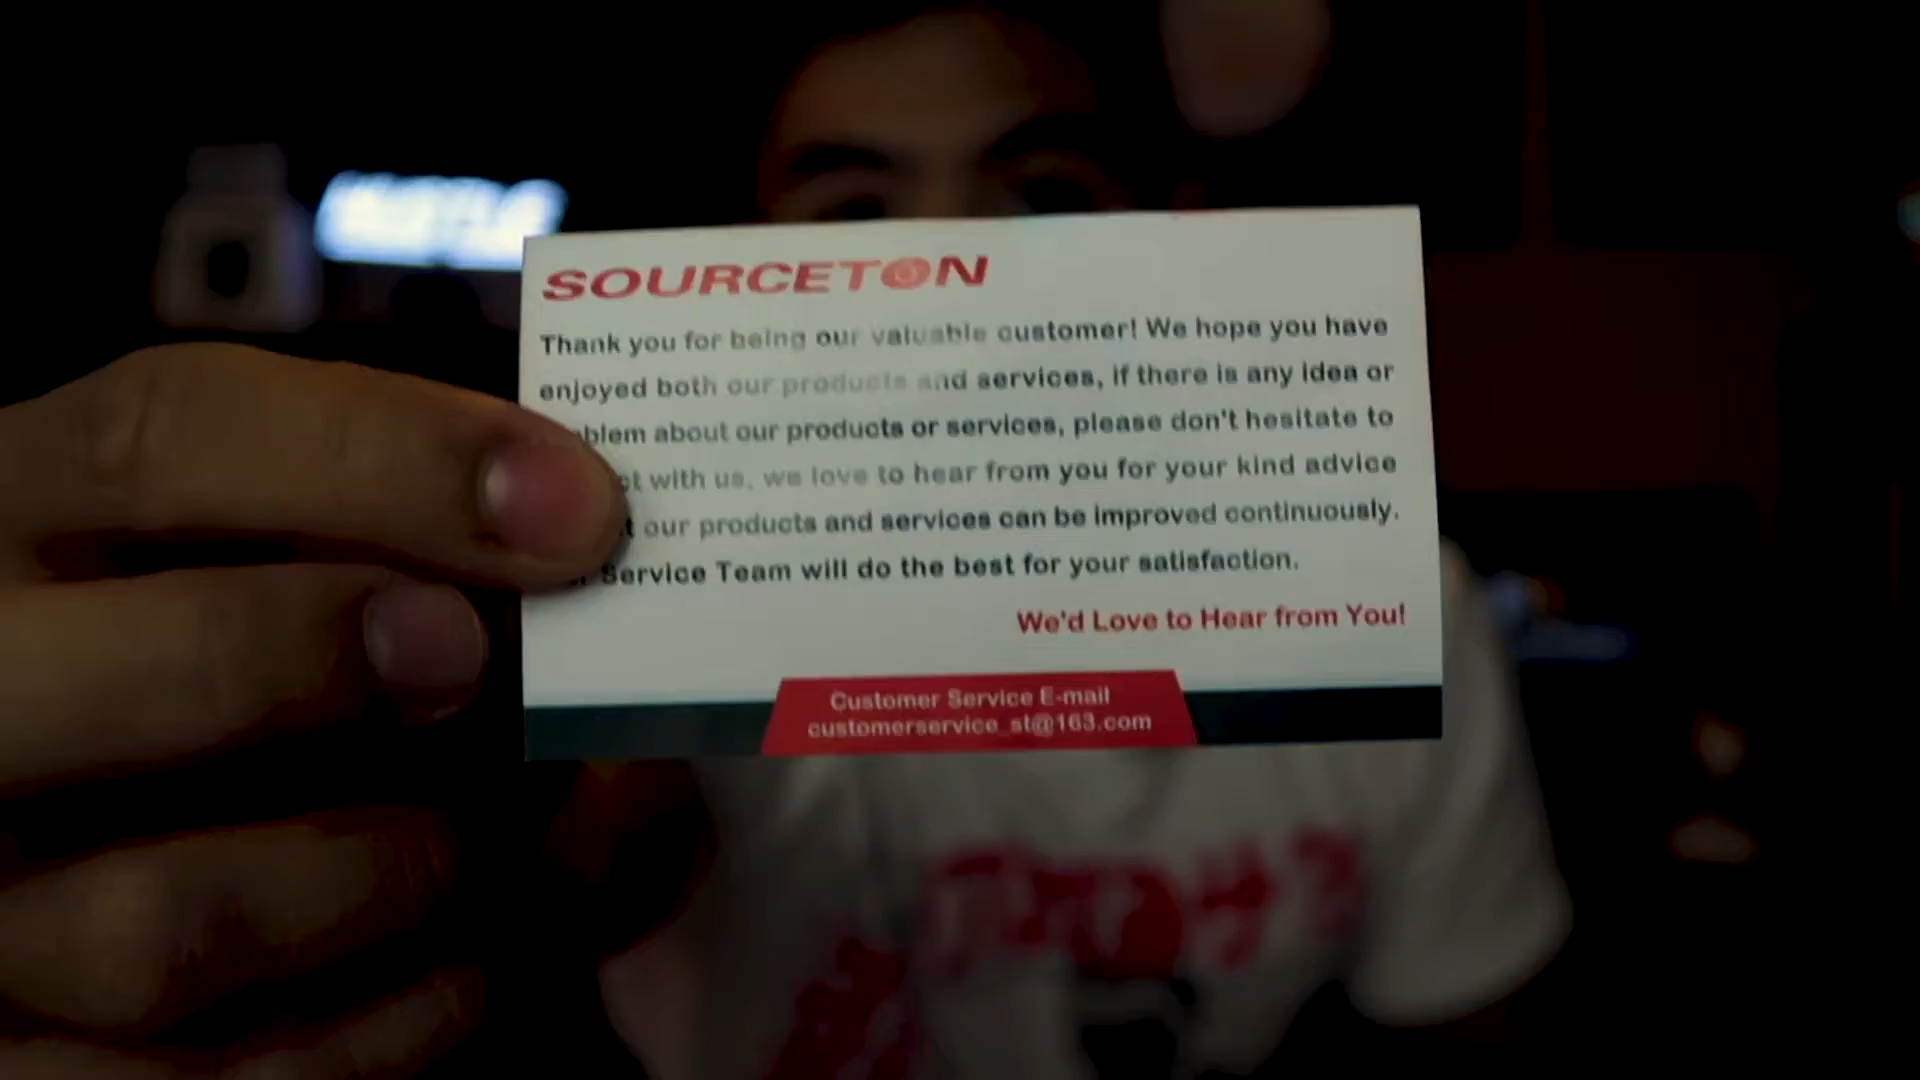 SOURCETON
Thank you for being our valuable customer! We hope you have
enjoyed both our products and services, if there is any idea or
blem about our products or services, please don't hesitate to
ct with us, we love to hear from you for your kind advice
t our products and services can be improved continuously.
Service Team will do the best for your satisfaction.
We'd Love to Hear from You!
Customer Service E-mail
customerservice_st@163.com